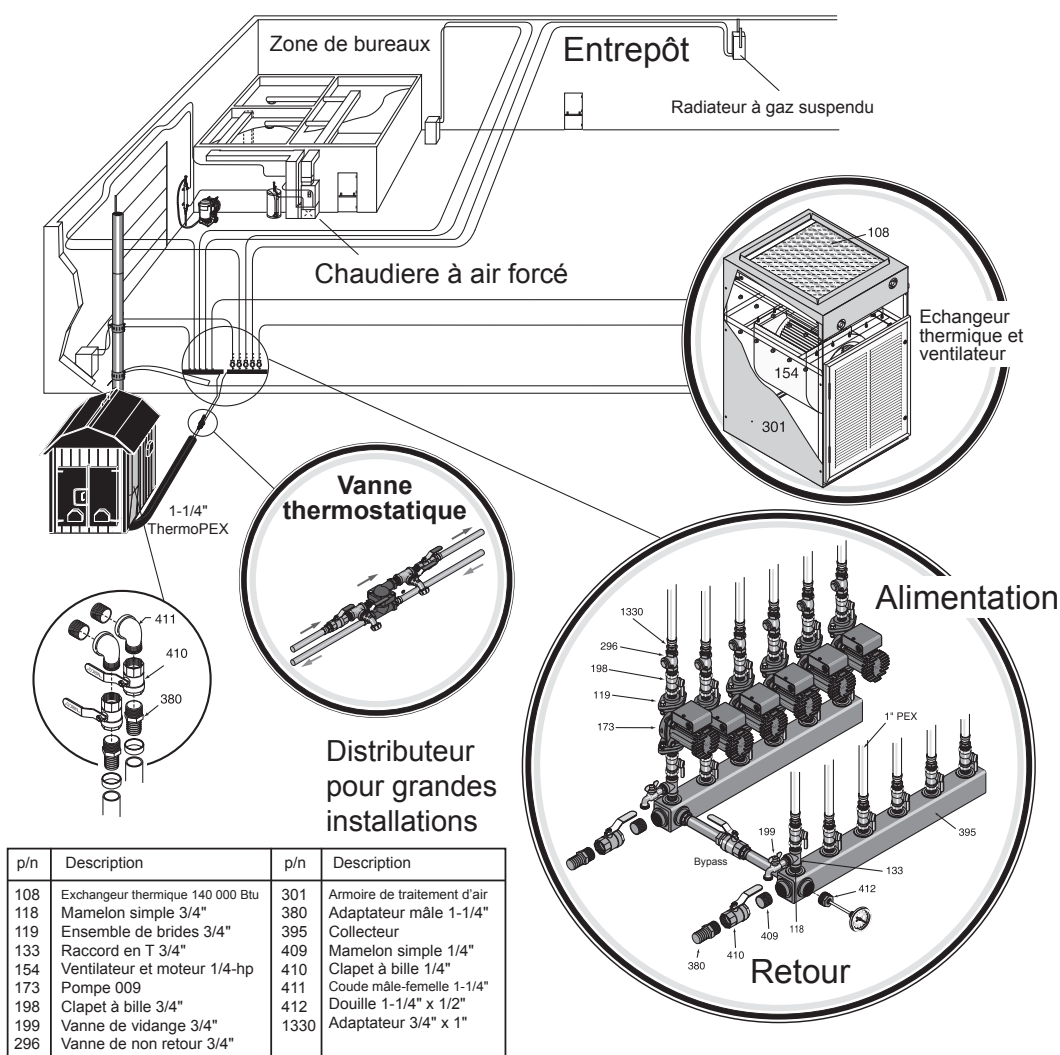 Zone de bureaux
Entrepôt
Radiateur à gaz suspendu
Chaudiere à air forcé
108
154
301
Echangeur
thermique et
ventilateur
1-1/4"
ThermoPEX
Vanne
thermostatique
411
410
380
Alimentation
1330
296
198
119
173
1" PEX
395
199
Bypass
133
412
118
409
410
380
Retour
Distributeur
pour grandes
installations
p/n Description p/n Description
108 Exchangeur thermique 140 000 Btu 301 Armoire de traitement d'air
118 Mamelon simple 3/4" 380 Adaptateur mâle 1-1/4"
119 Ensemble de brides 3/4" 395 Collecteur
133 Raccord en T 3/4" 409 Mamelon simple 1/4"
154 Ventilateur et moteur 1/4-hp 410 Clapet à bille 1/4"
173 Pompe 009 411 Coude mâle-femelle 1-1/4"
198 Clapet à bille 3/4" 412 Douille 1-1/4" x 1/2"
199 Vanne de vidange 3/4" 1330 Adaptateur 3/4" x 1"
296 Vanne de non retour 3/4"